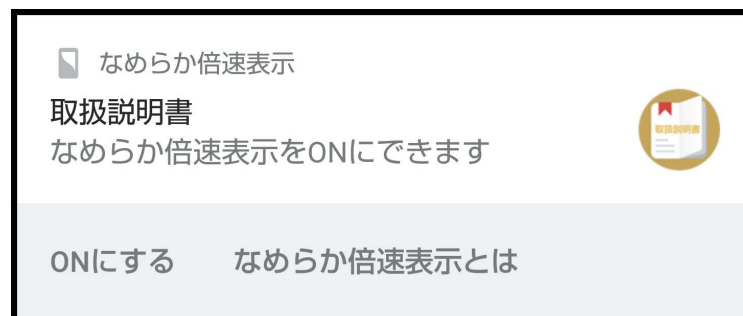 なめらか倍速表示
取扱説明書
なめらか倍速表示をONにできます
取扱説明書
ONにする なめらか倍速表示とは